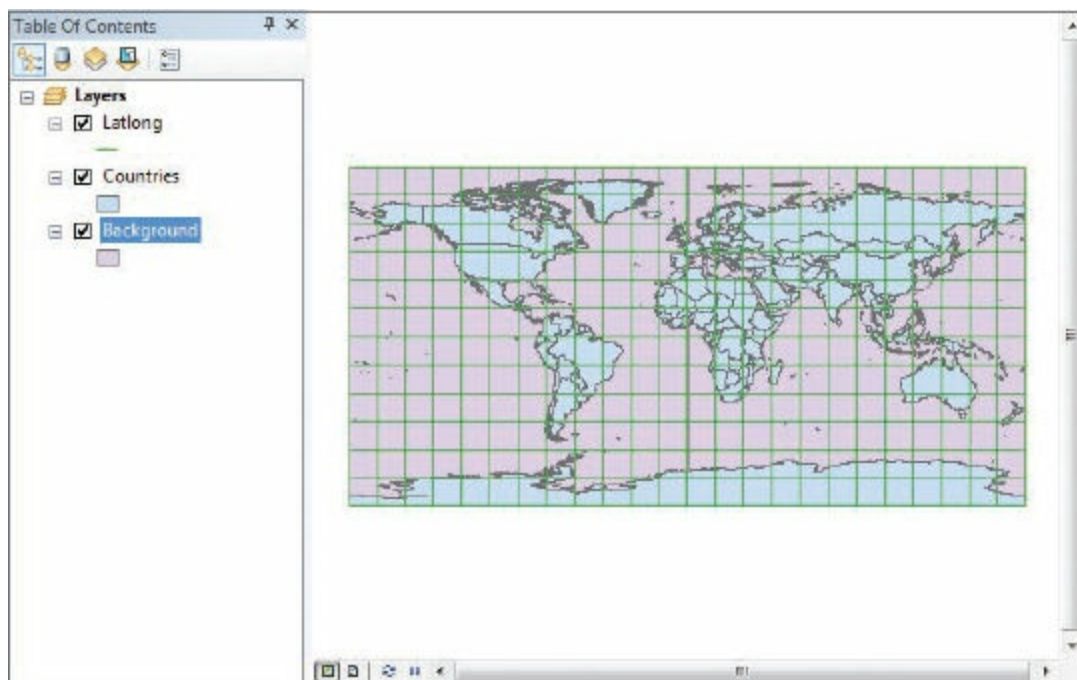 Table Of Contents
Layers
Latlong
Countries
Background